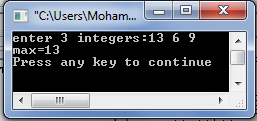 "C:\Users\Moham...
enter 3 integers:13 6 9
max=13
Press any key to continue